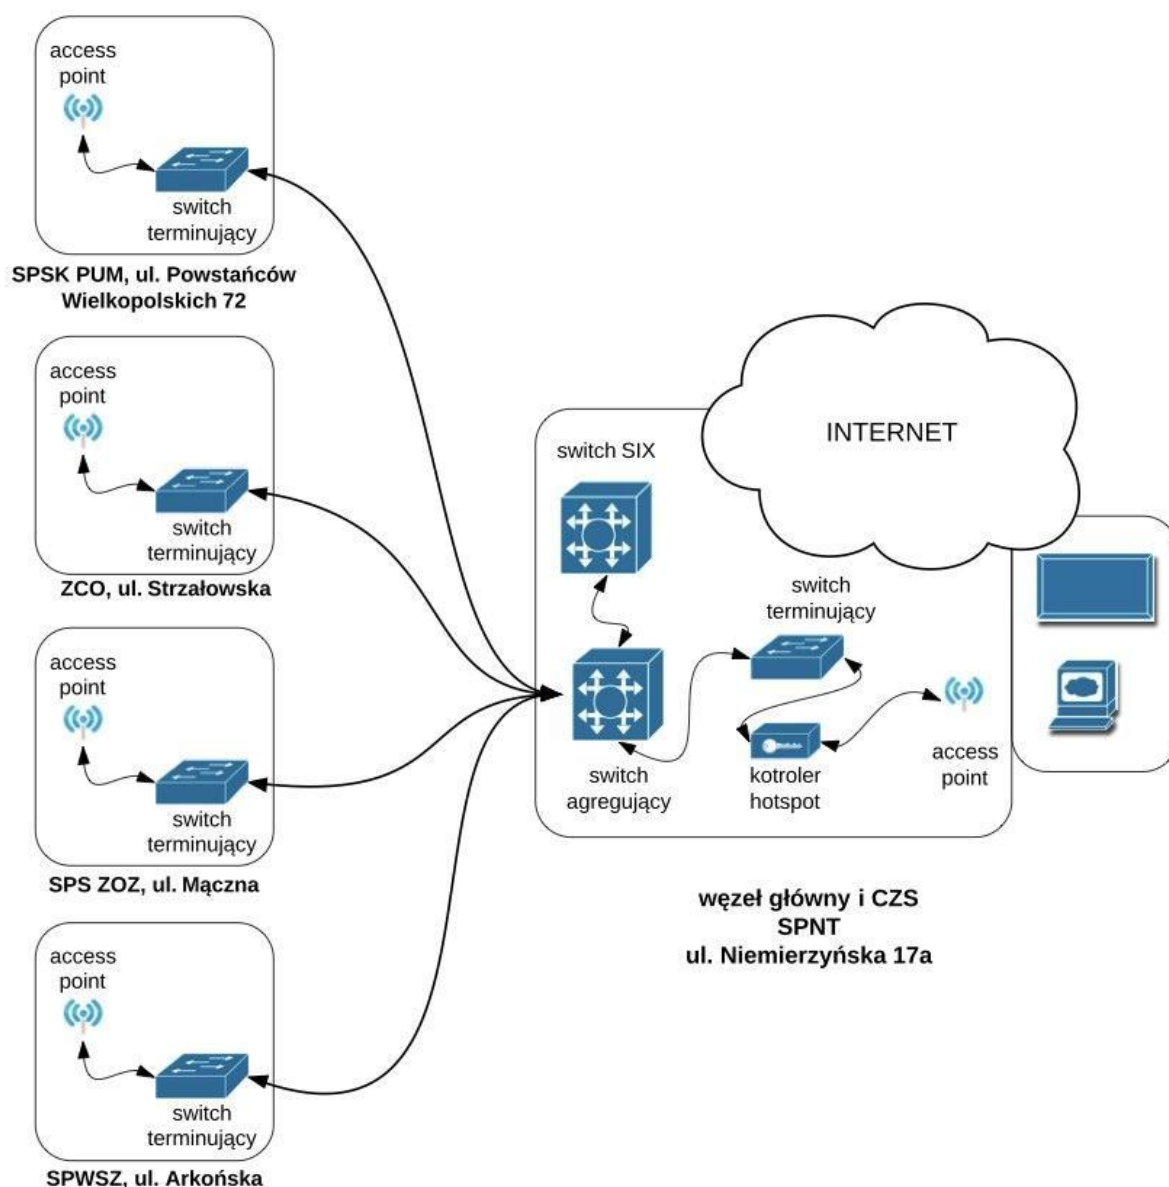 access
point
switch
terminujący
SPSK PUM, ul. Powstańców
Wielkopolskich 72
access
point
switch
terminujący
ZCO, ul. Strzałowska
access
point
switch
terminujący
SPS ZOZ, ul. Mączna
access
point
switch
terminujący
SPWSZ, ul. Arkońska
INTERNET
switch SIX
switch
terminujący
switch
agregujący
kotroler
hotspot
access
point
węzeł główny i CZS
SPNT
ul. Niemierzyńska 17a